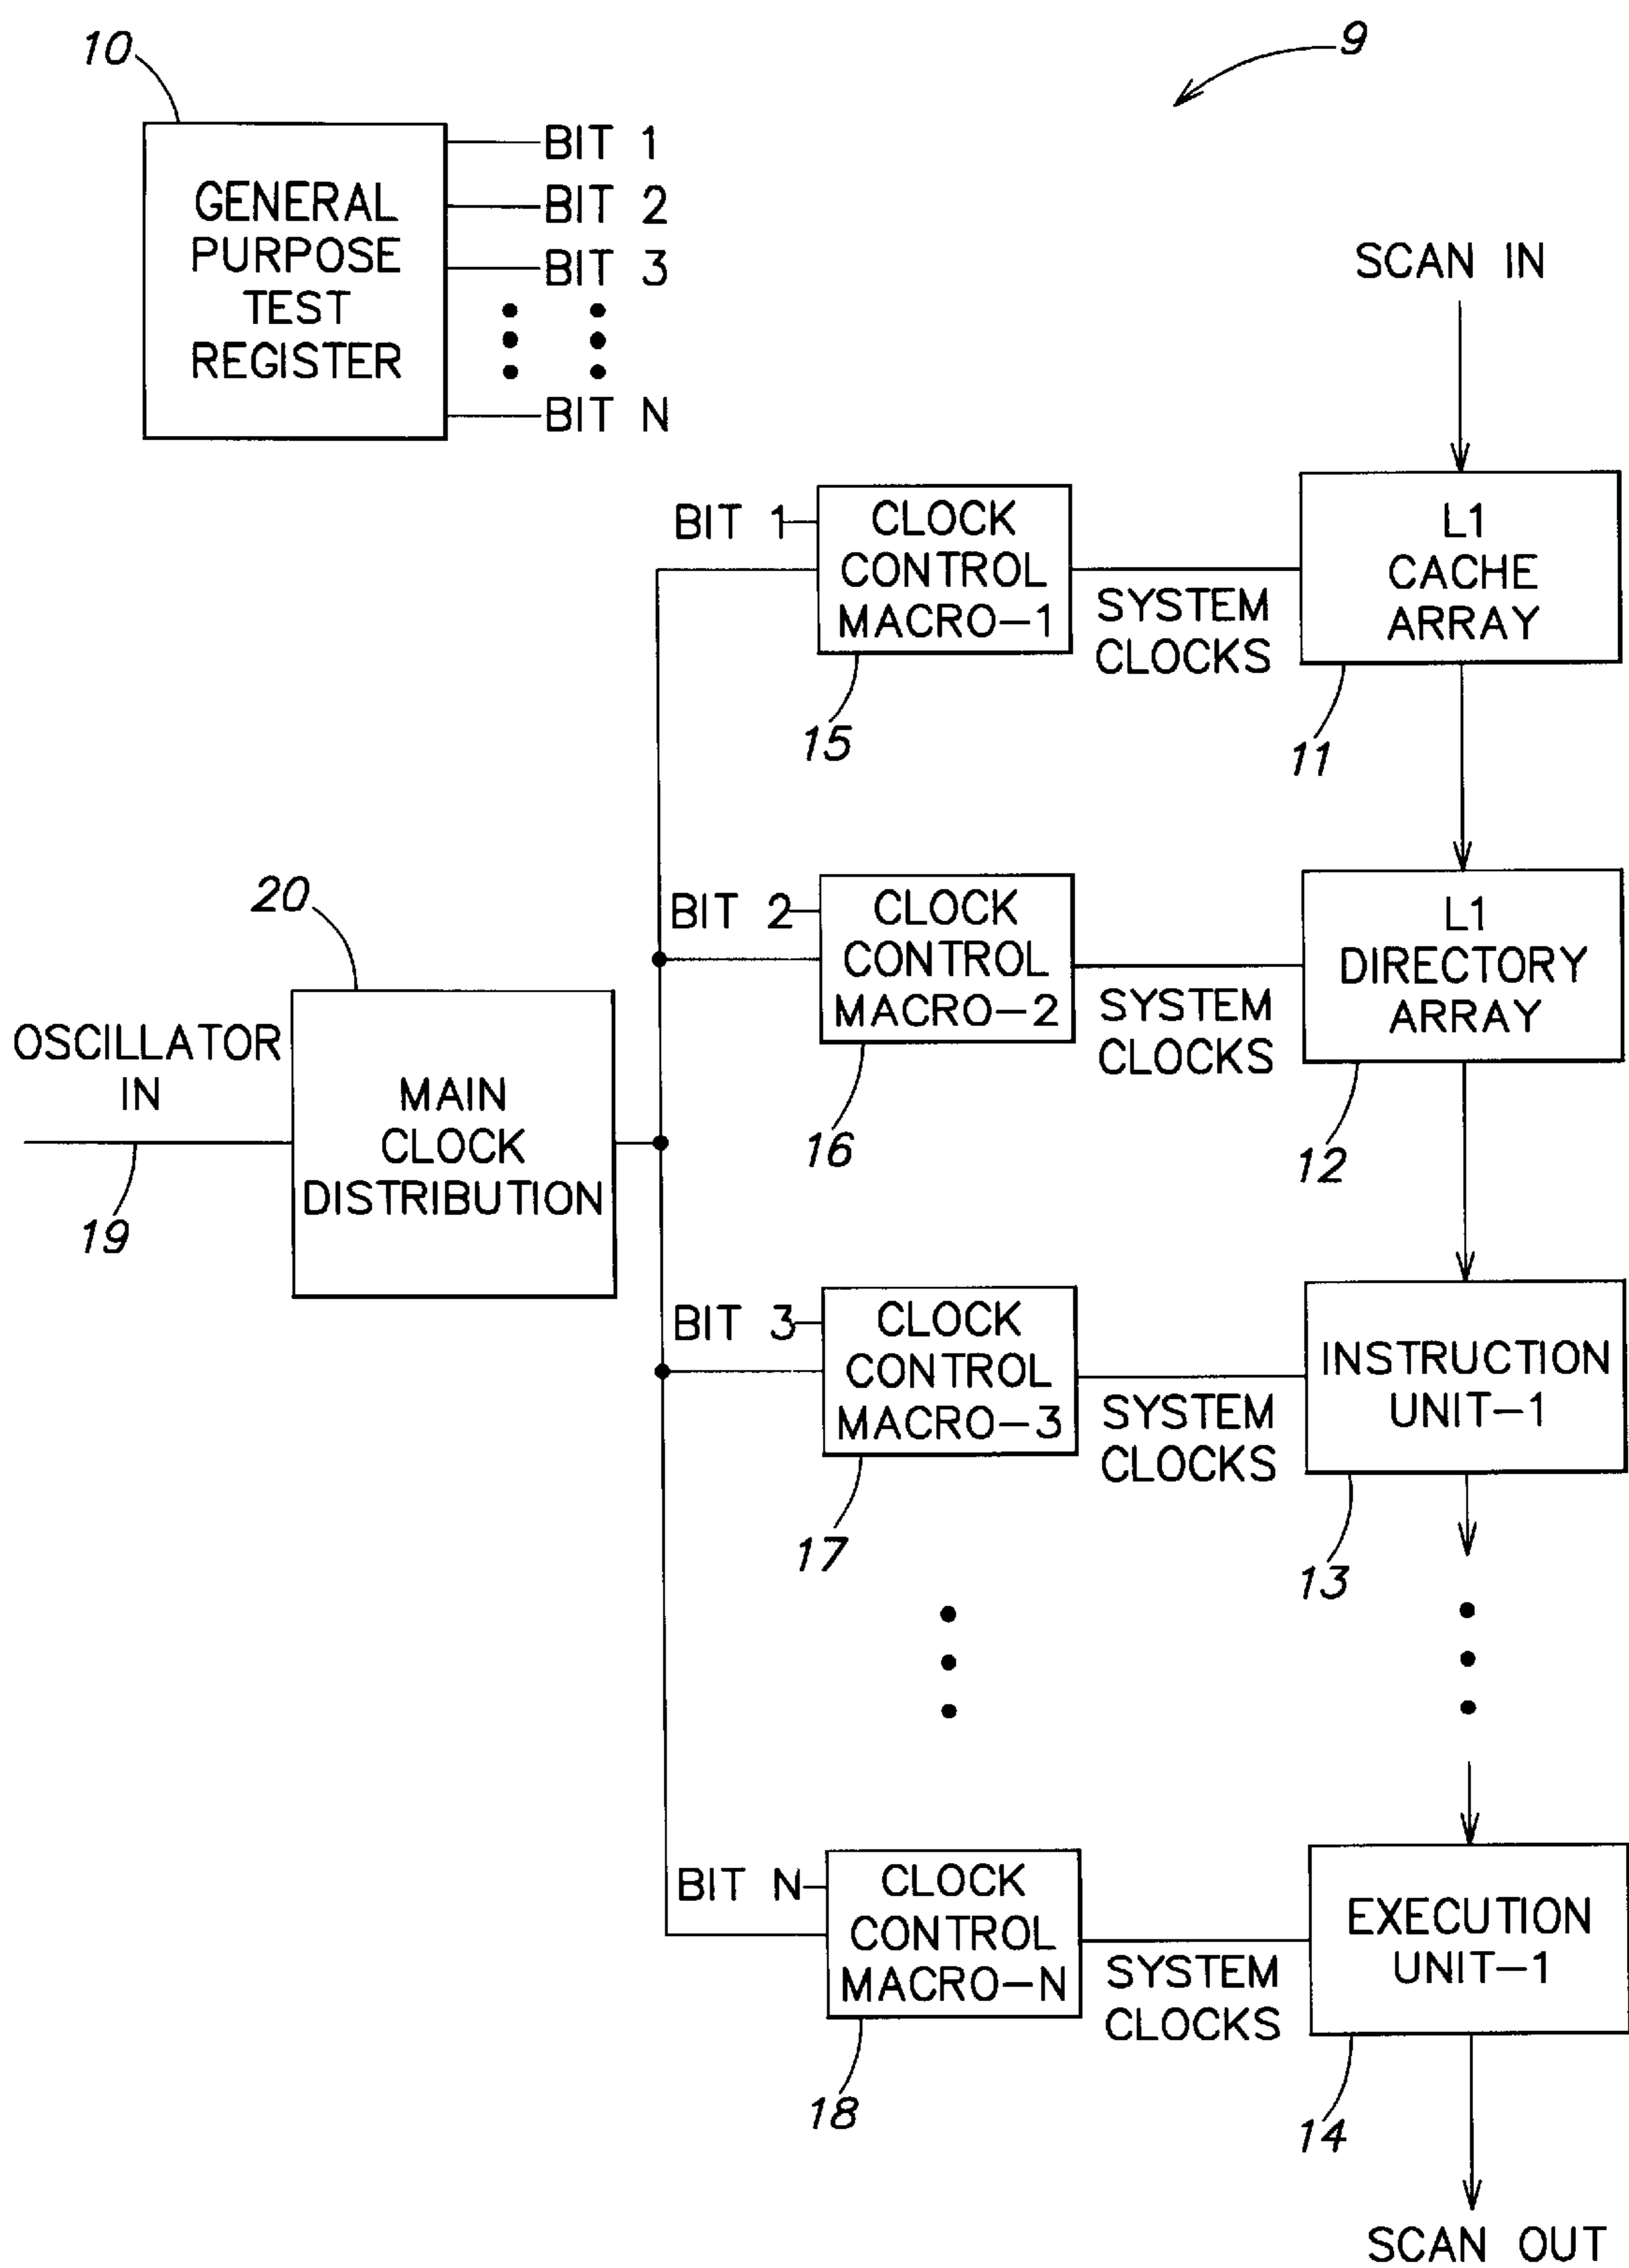 10
9
GENERAL
PURPOSE
TEST
REGISTER
BIT 1
BIT 2
BIT 3
BIT N
SCAN IN
BIT 1
CLOCK
CONTROL
MACRO-1
15
SYSTEM
CLOCKS
L1
CACHE
ARRAY
11
BIT 2
CLOCK
CONTROL
MACRO-2
16
SYSTEM
CLOCKS
L1
DIRECTORY
ARRAY
12
20
OSCILLATOR
IN
19
MAIN
CLOCK
DISTRIBUTION
BIT 3
CLOCK
CONTROL
MACRO-3
17
SYSTEM
CLOCKS
INSTRUCTION
UNIT-1
13
BIT N
CLOCK
CONTROL
MACRO-N
18
SYSTEM
CLOCKS
EXECUTION
UNIT-1
14
SCAN OUT